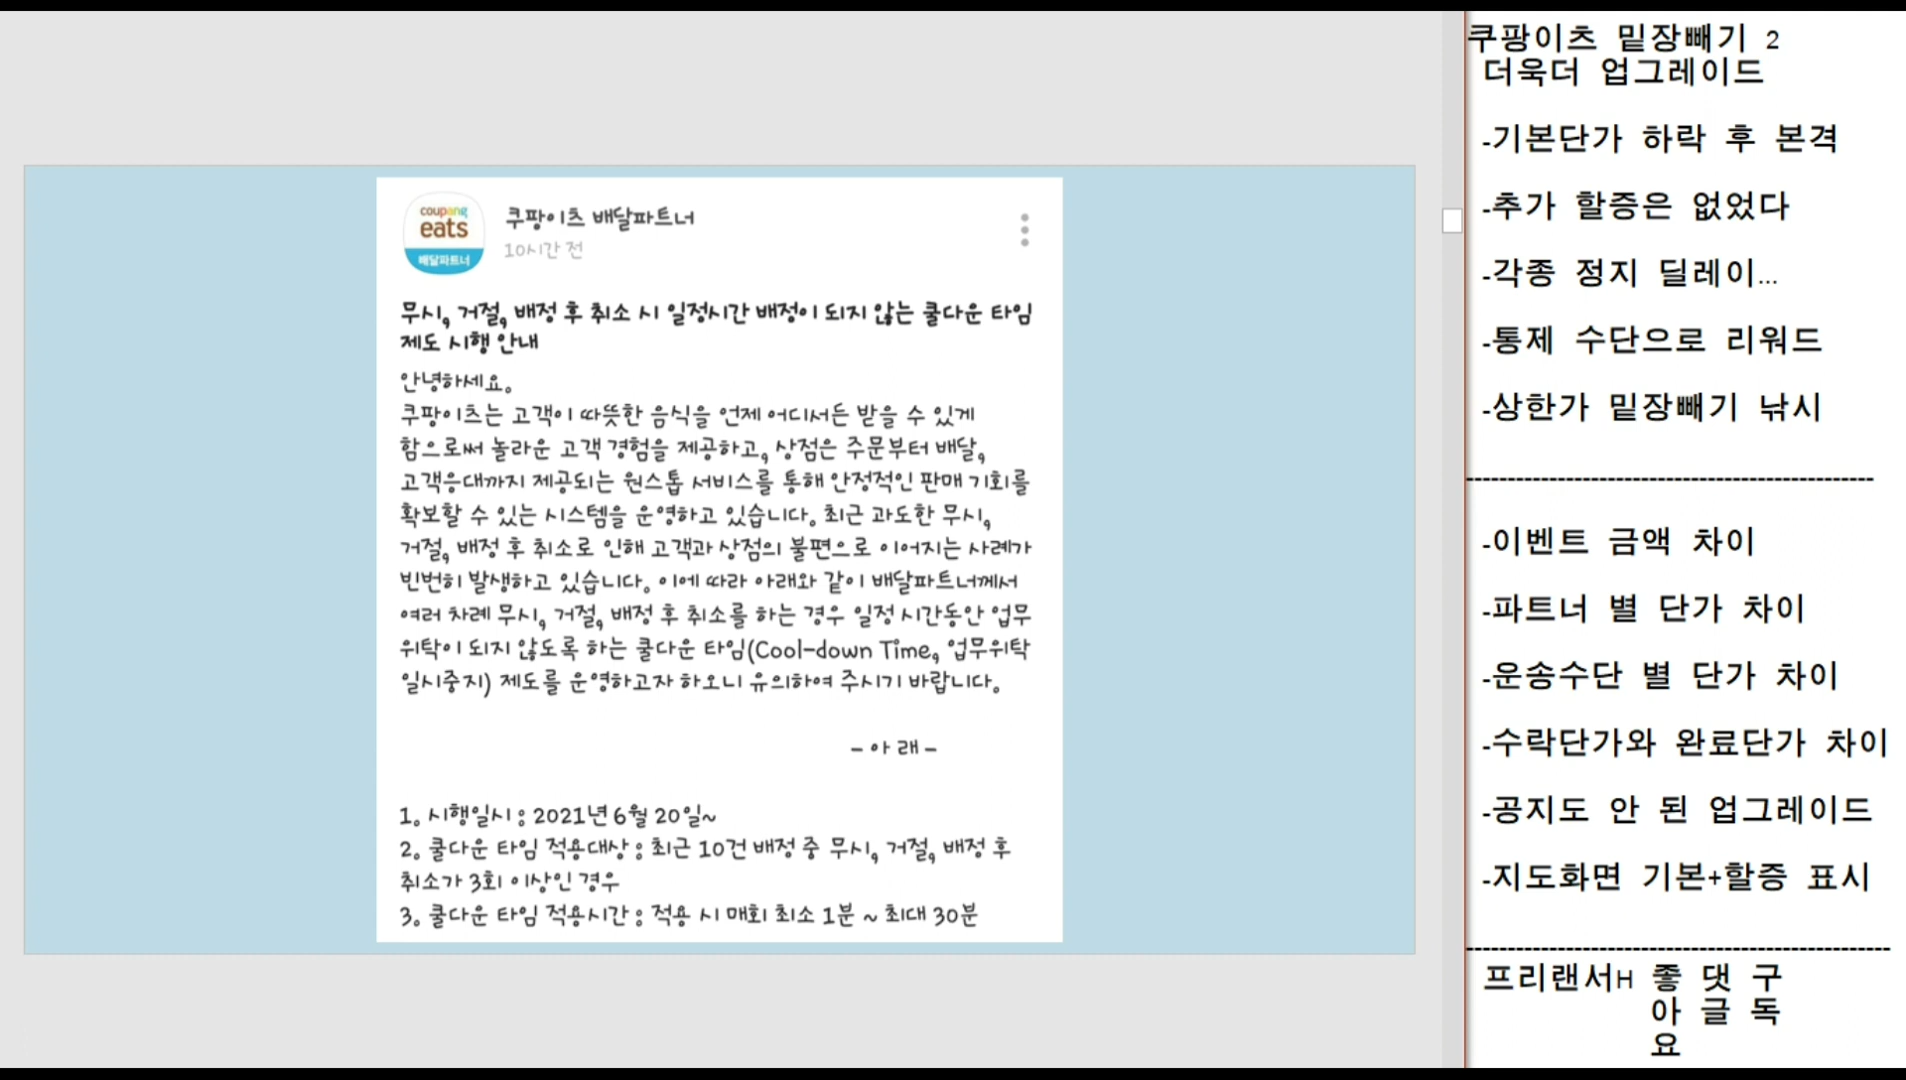 coupang
eats
배달파트너
쿠팡이츠 배달파트너
10시간 전
무시, 거절, 배정 후 취소 시 일정시간 배정이 되지 않는 쿨다운 타임
제도 시행 안내
안녕하세요.
쿠팡이츠는 고객이 따뜻한 음식을 언제 어디서든 받을 수 있게
함으로써 놀라운 고객 경험을 제공하고, 상점은 주문부터 배달,
고객응대까지 제공되는 원스톱 서비스를 통해 안정적인 판매 기회를
확보할 수 있는 시스템을 운영하고 있습니다. 최근 과도한 무시,
거절, 배정 후 취소로 인해 고객과 상점의 불편으로 이어지는 사례가
빈번히 발생하고 있습니다. 이에 따라 아래와 같이 배달파트너께서
여러 차례 무시, 거절, 배정 후 취소를 하는 경우 일정 시간동안 업무
위탁이 되지 않도록 하는 쿨다운 타임(Cool-down Time, 업무위탁
일시중지) 제도를 운영하고자 하오니 유의하여 주시기 바랍니다.
- 아 래 -
1. 시행일시 : 2021년 6월 20일~
2. 쿨다운 타임 적용대상 : 최근 10건 배정 중 무시, 거절, 배정 후
취소가 3회 이상인 경우
3. 쿨다운 타임 적용시간 : 적용 시 매회 최소 1분 ~ 최대 30분
쿠팡이츠 밑장빼기 2
더욱더 업그레이드
-기본단가 하락 후 본격
-추가 할증은 없었다
-각종 정지 딜레이...
-통제 수단으로 리워드
-상한가 밑장빼기 낚시
-------------------------------------------------
-이벤트 금액 차이
-파트너 별 단가 차이
-운송수단 별 단가 차이
-수락단가와 완료단가 차이
-공지도 안 된 업그레이드
-지도화면 기본+할증 표시
---------------------------------------------------
프리랜서H 좋 댓 구
아 글 독
요